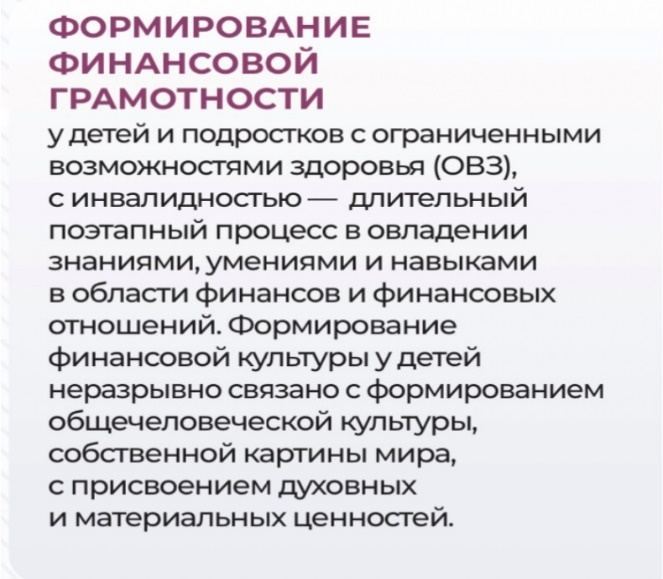 ФОРМИРОВАНИЕ
ФИНАНСОВОЙ
ГРАМОТНОСТИ
у детей и подростков с ограниченными
возможностями здоровья (ОВЗ),
с инвалидностью — длительный
поэтапный процесс в овладении
знаниями, умениями и навыками
в области финансов и финансовых
отношений. Формирование
финансовой культуры у детей
неразрывно связано с формированием
общечеловеческой культуры,
собственной картины мира,
с присвоением духовных
и материальных ценностей.